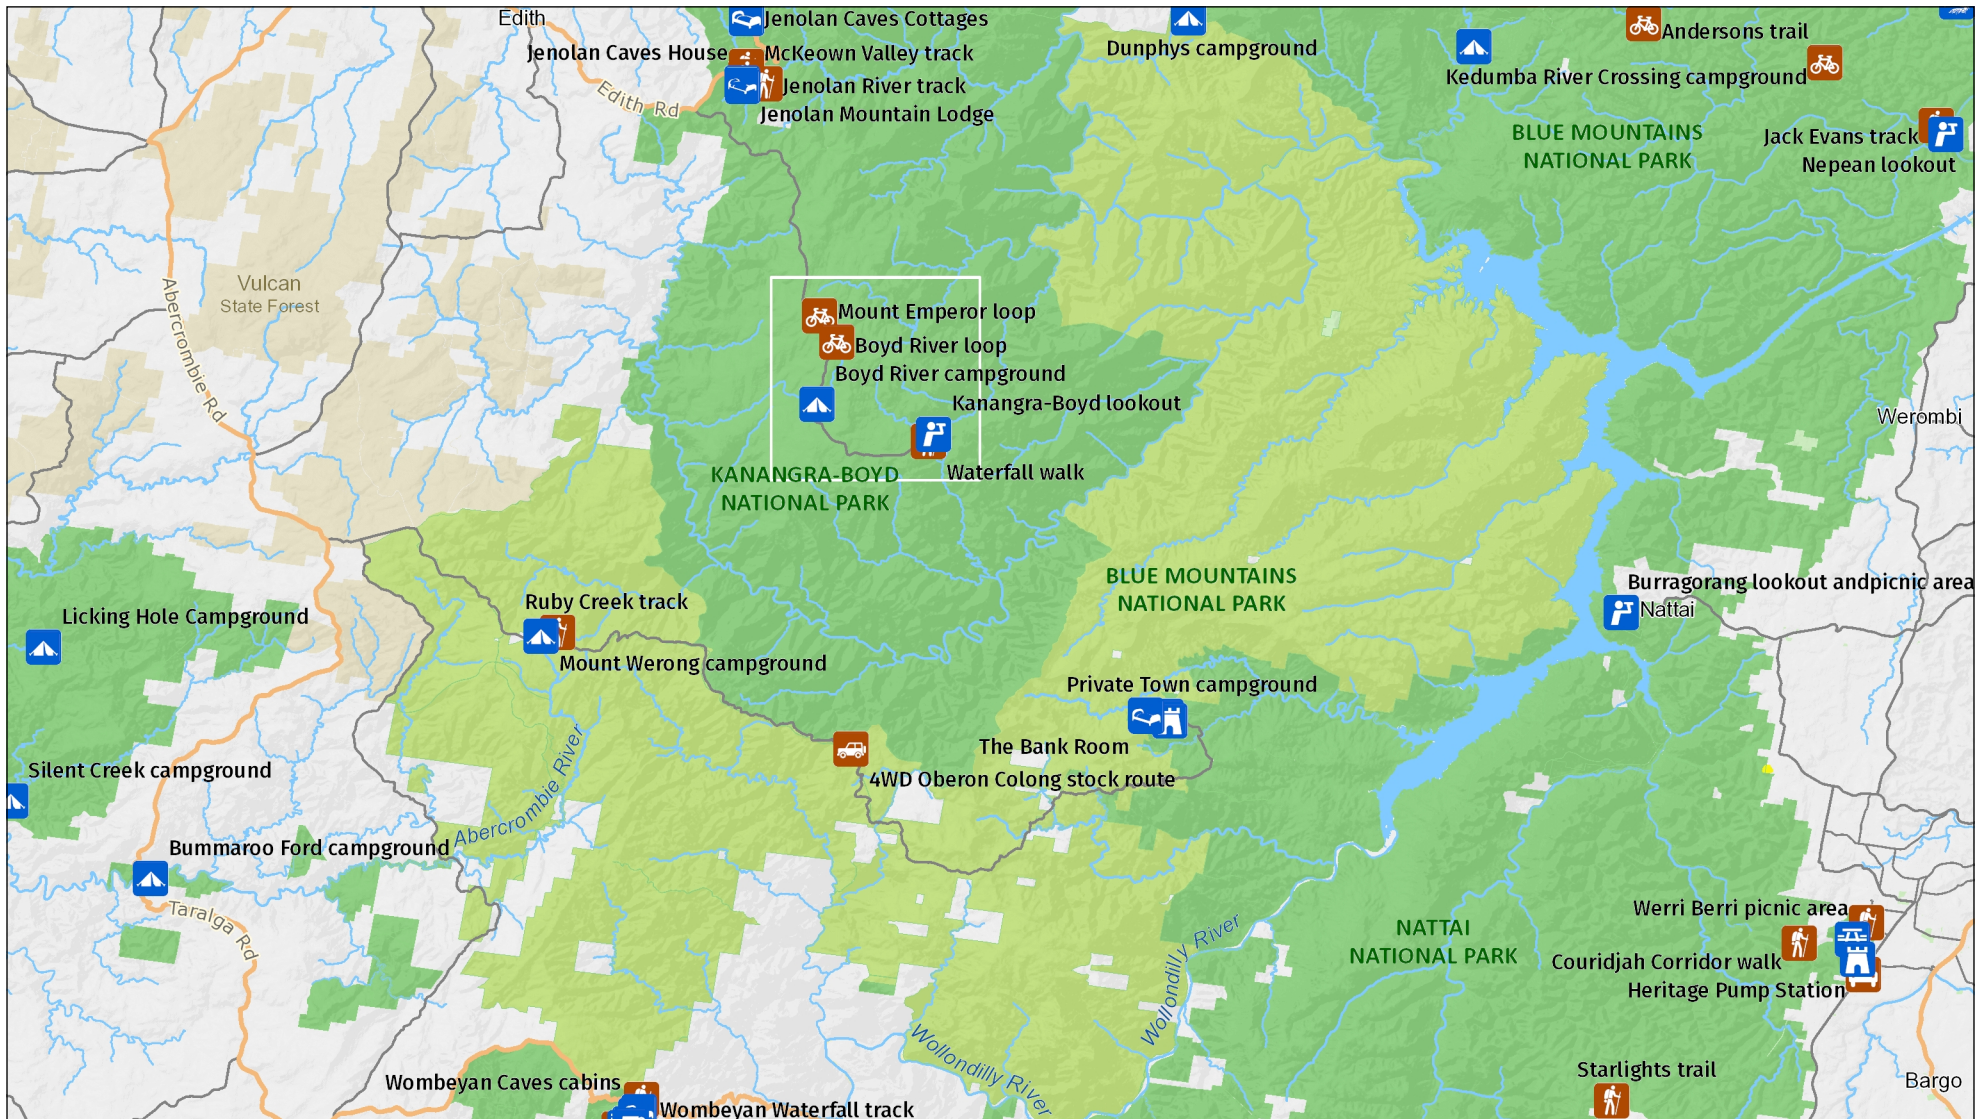 Edith
Jenolan Caves Cottages
Jenolan Caves House
McKeown Valley track
Jenolan River track
Jenolan Mountain Lodge
Edith Rd
Dunphys campground
Andersons trail
Kedumba River Crossing campground
BLUE MOUNTAINS
NATIONAL PARK
Jack Evans track
Nepean lookout
Vulcan
State Forest
Abercrombie Rd
Mount Emperor loop
Boyd River loop
Boyd River campground
Kanangra-Boyd lookout
Waterfall walk
KANANGRA-BOYD
NATIONAL PARK
Werombi
BLUE MOUNTAINS
NATIONAL PARK
Burragorang lookout andpicnic area
Nattai
Licking Hole Campground
Ruby Creek track
Mount Werong campground
Private Town campground
The Bank Room
4WD Oberon Colong stock route
Silent Creek campground
Abercrombie River
Bummaroo Ford campground
Taralga Rd
Werri Berri picnic area
NATTAI
NATIONAL PARK
Couridjah Corridor walk
Heritage Pump Station
Wollondilly River
Wollondilly River
Starlights trail
Bargo
Wombeyan Caves cabins
Wombeyan Waterfall track